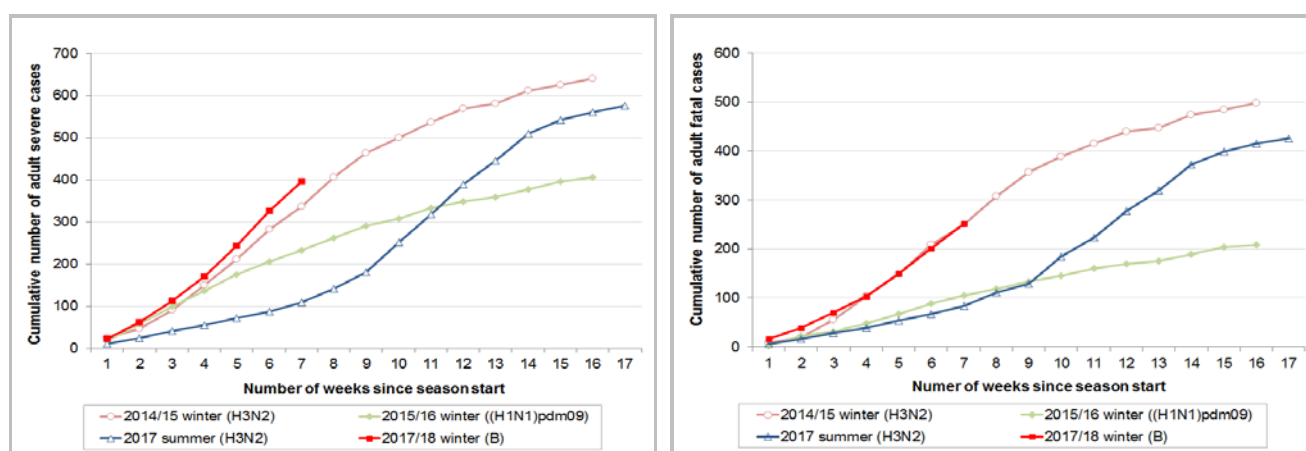 Cumulative number of adult severe cases
700
600
500
400
300
200
100
0
1 2 3 4 5 6 7 8 9 10 11 12 13 14 15 16 17
Number of weeks since season start
2014/15 winter (H3N2) 2015/16 winter ((H1N1)pdm09)
2017 summer (H3N2) 2017/18 winter (B)
Cumulative number of adult fatal cases
600
500
400
300
200
100
0
1 2 3 4 5 6 7 8 9 10 11 12 13 14 15 16 17
Numer of weeks since season start
2014/15 winter (H3N2) 2015/16 winter ((H1N1)pdm09)
2017 summer (H3N2) 2017/18 winter (B)